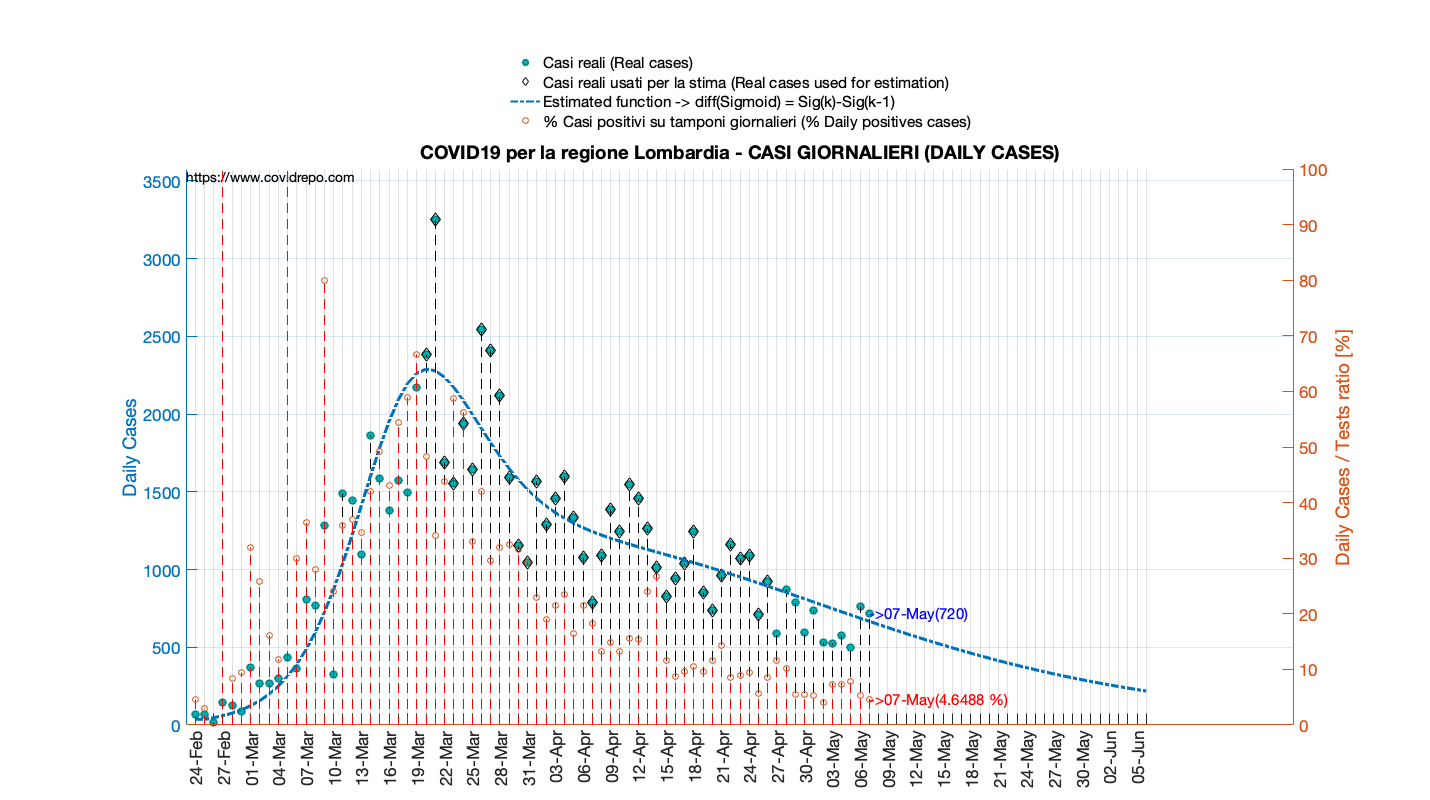 Casi reali (Real cases)
Casi reali usati per la stima (Real cases used for estimation)
Estimated function -> diff(Sigmoid) = Sig(k)-Sig(k-1)
% Casi positivi su tamponi giornalieri (% Daily positives cases)
COVID19 per la regione Lombardia - CASI GIORNALIERI (DAILY CASES)
https://www.covidrepo.com
3500
3000
2500
2000
1500
1000
500
0
Daily Cases
100
90
80
70
60
50
40
30
20
10
0
Daily Cases / Tests ratio [%]
->07-May(720)
->07-May(4.6488 %)
24-Feb
27-Feb
01-Mar
04-Mar
07-Mar
10-Mar
13-Mar
16-Mar
19-Mar
22-Mar
25-Mar
28-Mar
31-Mar
03-Apr
06-Apr
09-Apr
12-Apr
15-Apr
18-Apr
21-Apr
24-Apr
27-Apr
30-Apr
03-May
06-May
09-May
12-May
15-May
18-May
21-May
24-May
27-May
30-May
02-Jun
05-Jun